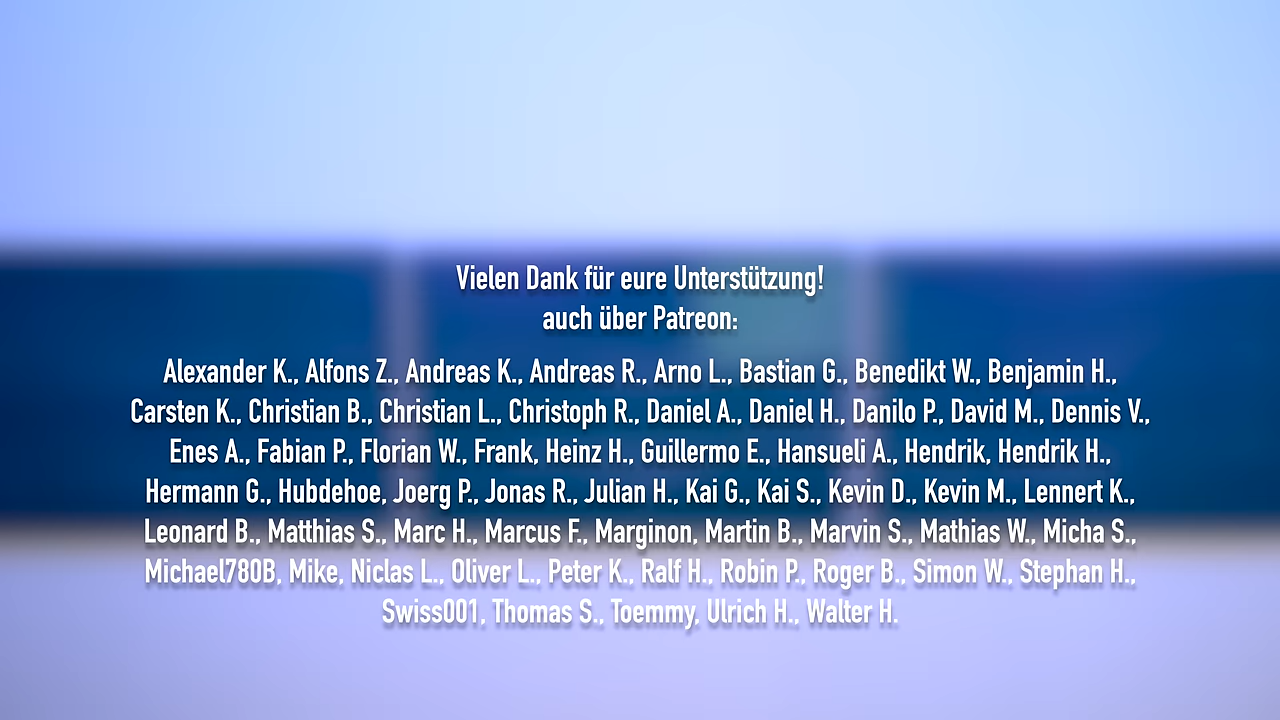 Vielen Dank für eure Unterstützung!
auch über Patreon:
Alexander K., Alfons Z., Andreas K., Andreas R., Arno L., Bastian G., Benedikt W., Benjamin H.,
Carsten K., Christian B., Christian L., Christoph R., Daniel A., Daniel H., Danilo P., David M., Dennis V.,
Enes A., Fabian P., Florian W., Frank, Heinz H., Guillermo E., Hansueli A., Hendrik, Hendrik H.,
Hermann G., Hubdehoe, Joerg P., Jonas R., Julian H., Kai G., Kai S., Kevin D., Kevin M., Lennert K.,
Leonard B., Matthias S., Marc H., Marcus F., Marginon, Martin B., Marvin S., Mathias W., Micha S.,
Michael780B, Mike, Niclas L., Oliver L., Peter K., Ralf H., Robin P., Roger B., Simon W., Stephan H.,
Swiss001, Thomas S., Toemmy, Ulrich H., Walter H.